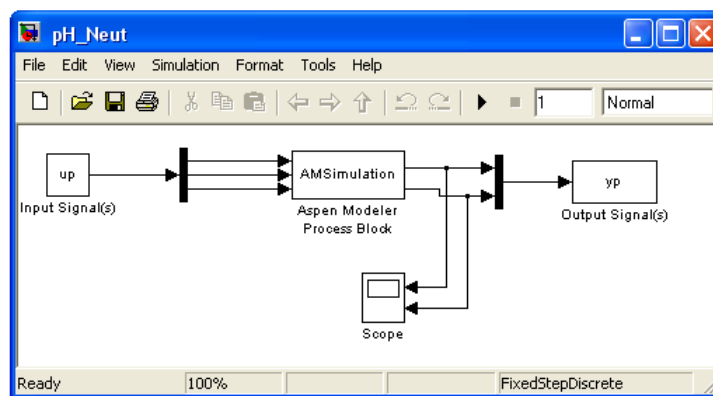 pH_Neut
File Edit View Simulation Format Tools Help
1 Normal
up
Input Signal(s)
AMSimulation
Aspen Modeler
Process Block
yp
Output Signal(s)
Scope
Ready 100% FixedStepDiscrete